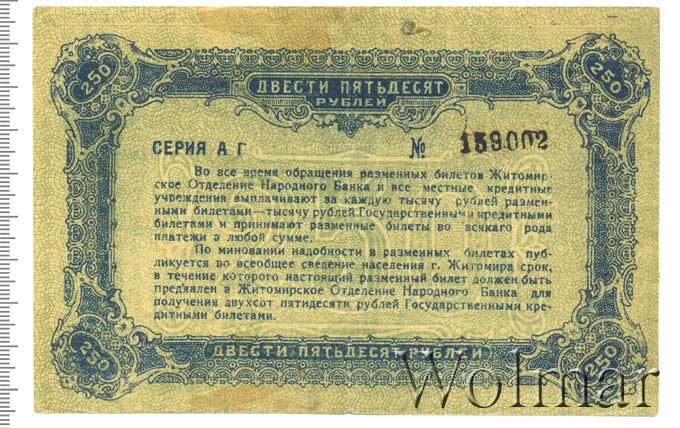 250
250
ДВЕСТИ ПЯТЬДЕСЯТ
РУБЛЕЙ
СЕРИЯ А Г № 159002
Во все время обращения разменных билетов Житомир-
ское Отделение Народного Банка и все местные кредитные
учреждения выплачивают за каждую тысячу рублей размен-
ными билетами—тысячу рублей Государственными кредитными
билетами и принимают разменные билеты во всякаго рода
платежи в любой сумме.
По миновании надобности в разменных билетах пуб-
ликуется во всеобщее сведение населения г. Житомира срок,
в течение которого настоящий разменный билет должен быть
пред'явлен в Житомирское Отделение Народного Банка для
получения двухсот пятидесяти рублей Государственными кре-
дитными билетами.
250
ДВЕСТИ ПЯТЬДЕСЯТ РУБЛЕЙ
250
Wolmar